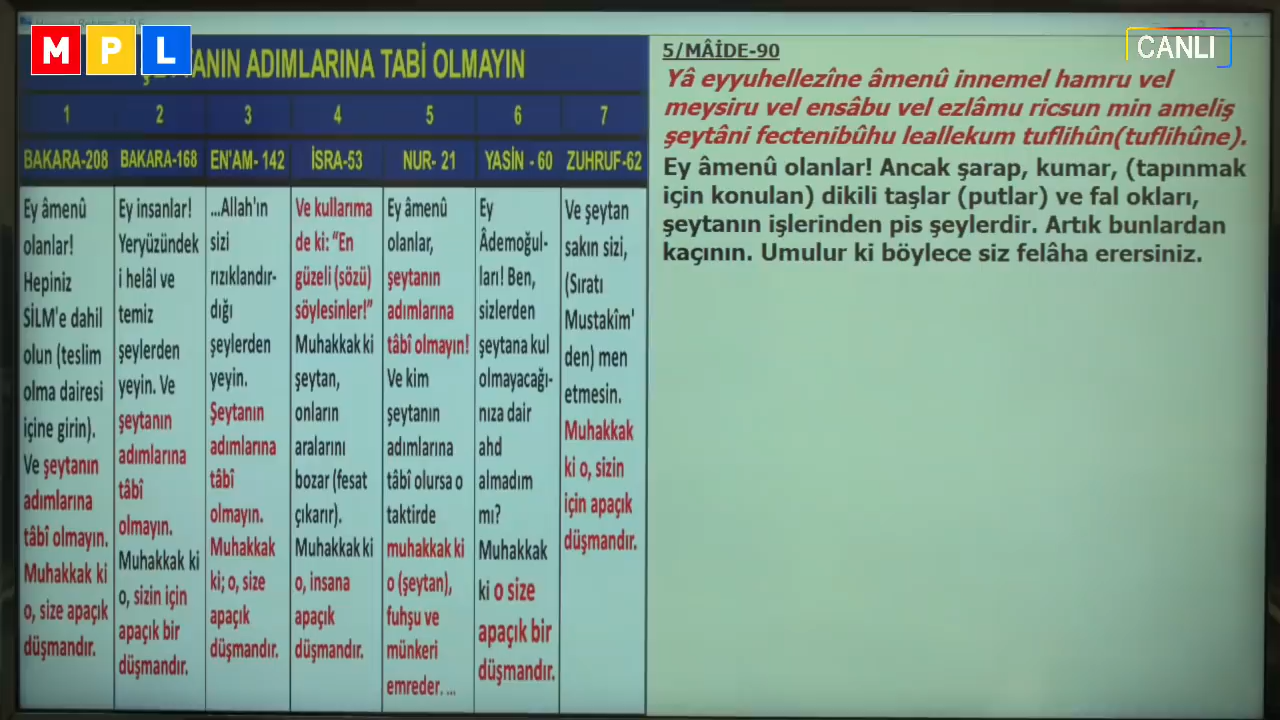 MPL
CANLI
ŞEYTANIN ADIMLARINA TABİ OLMAYIN
1 2 3 4 5 6 7
BAKARA-208 BAKARA-168 EN'AM- 142 İSRA-53 NUR- 21 YASİN - 60 ZUHRUF-62
Ey âmenû
olanlar!
Hepiniz
SİLM'e dahil
olun (teslim
olma dairesi
içine girin).
Ve şeytanın
adımlarına
tâbî olmayın.
Muhakkak ki
o, size apaçık
düşmandır.
Ey insanlar!
Yeryüzündek
i helâl ve
temiz
şeylerden
yeyin. Ve
şeytanın
adımlarına
tâbî
olmayın.
Muhakkak ki
o, sizin için
apaçık bir
düşmandır.
...Allah'ın
sizi
rızıklandır-
dığı
şeylerden
yeyin.
Şeytanın
adımlarına
tâbî
olmayın.
Muhakkak
ki; o, size
apaçık
düşmandır.
Ve kullarıma
de ki: “En
güzeli (sözü)
söylesinler!”
Muhakkak ki
şeytan,
onların
aralarını
bozar (fesat
çıkarır).
Muhakkak ki
o, insana
apaçık
düşmandır.
Ey âmenû
olanlar,
şeytanın
adımlarına
tâbî olmayın!
Ve kim
şeytanın
adımlarına
tâbî olursa o
taktirde
muhakkak ki
o (şeytan),
fuhşu ve
münkeri
emreder. ...
Ey
Âdemoğul-
ları! Ben,
sizlerden
şeytana kul
olmayacağı-
nıza dair
ahd
almadım
mı?
Muhakkak
ki o size
apaçık bir
düşmandır.
Ve şeytan
sakın sizi,
(Sıratı
Mustakîm'
den) men
etmesin.
Muhakkak
ki o, sizin
için apaçık
düşmandır.
5/MÂİDE-90
Yâ eyyuhellezîne âmenû innemel hamru vel
meysiru vel ensâbu vel ezlâmu ricsun min ameliş
şeytâni fectenibûhu leallekum tuflihûn(tuflihûne).
Ey âmenû olanlar! Ancak şarap, kumar, (tapınmak
için konulan) dikili taşlar (putlar) ve fal okları,
şeytanın işlerinden pis şeylerdir. Artık bunlardan
kaçının. Umulur ki böylece siz felâha erersiniz.